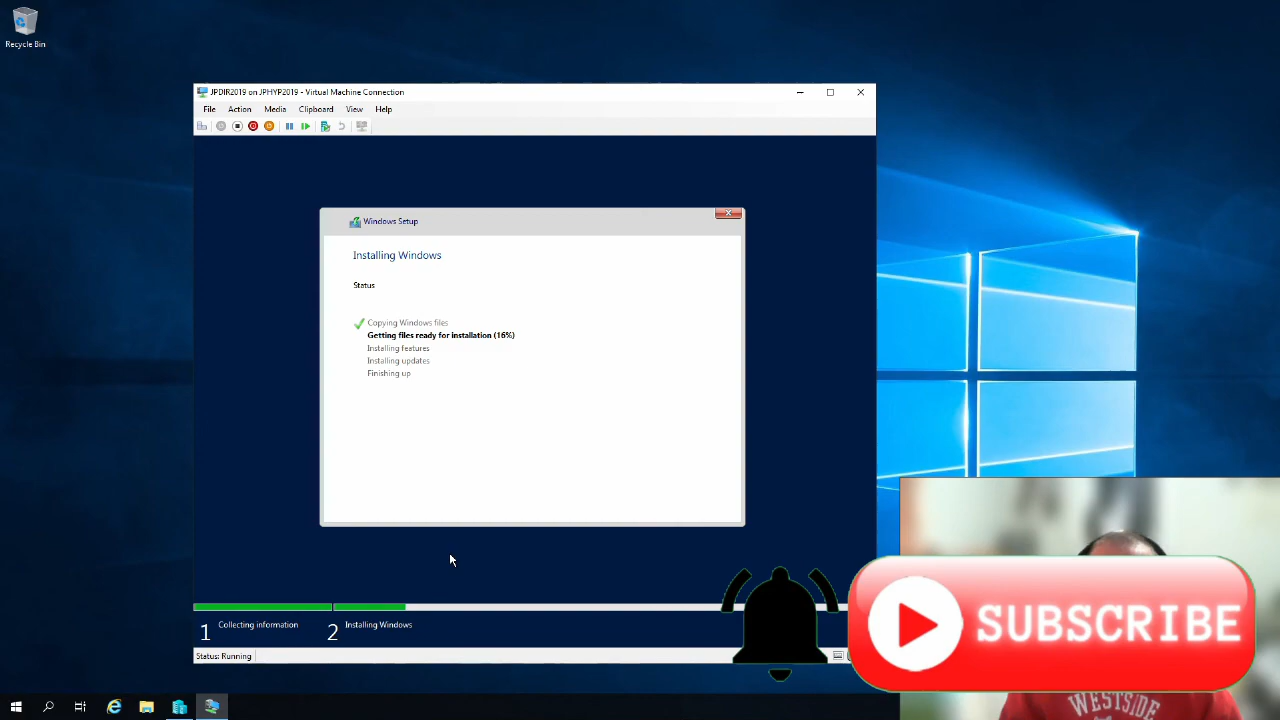 Recycle Bin
JPDIR2019 on JPHYP2019 - Virtual Machine Connection
File Action Media Clipboard View Help
Windows Setup
Installing Windows
Status
Copying Windows files
Getting files ready for installation (16%)
Installing features
Installing updates
Finishing up
1 Collecting information 2 Installing Windows
Status: Running
SUBSCRIBE
WESTSIDE